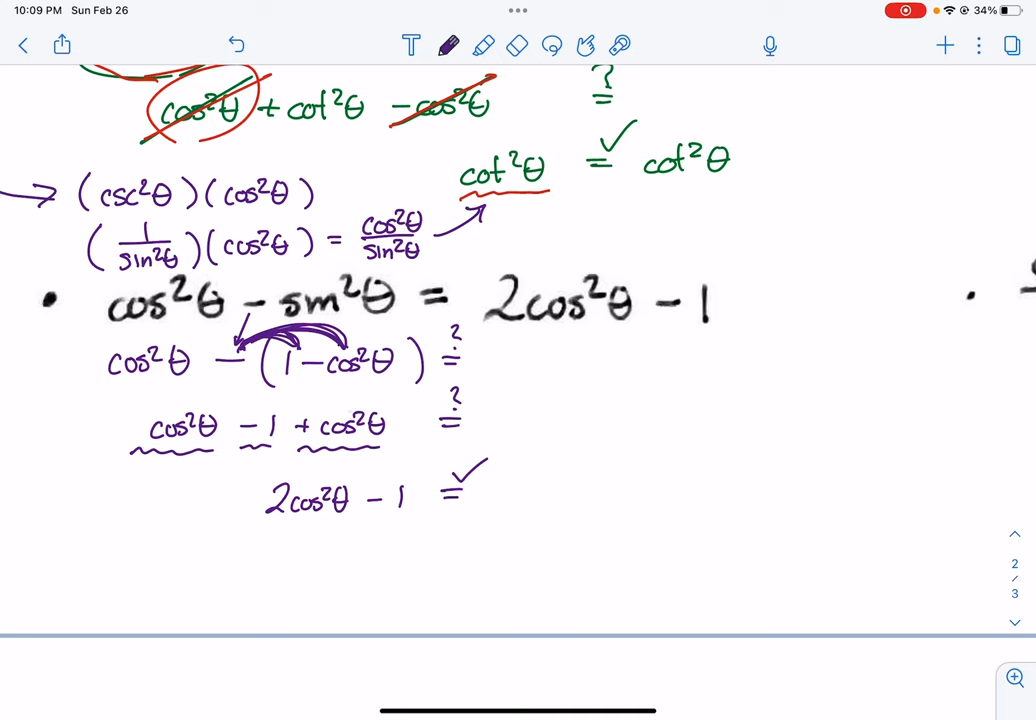 10:09 PM Sun Feb 26
34%
?
cos²θ + cot²θ - cos²θ =
cot²θ = cot²θ
(csc²θ)(cos²θ)
(1/sin²θ)(cos²θ) = cos²θ/sin²θ
• cos²θ - sin²θ = 2cos²θ - 1
cos²θ - (1 - cos²θ) ≟
cos²θ - 1 + cos²θ ≟
2cos²θ - 1 =
2
/
3